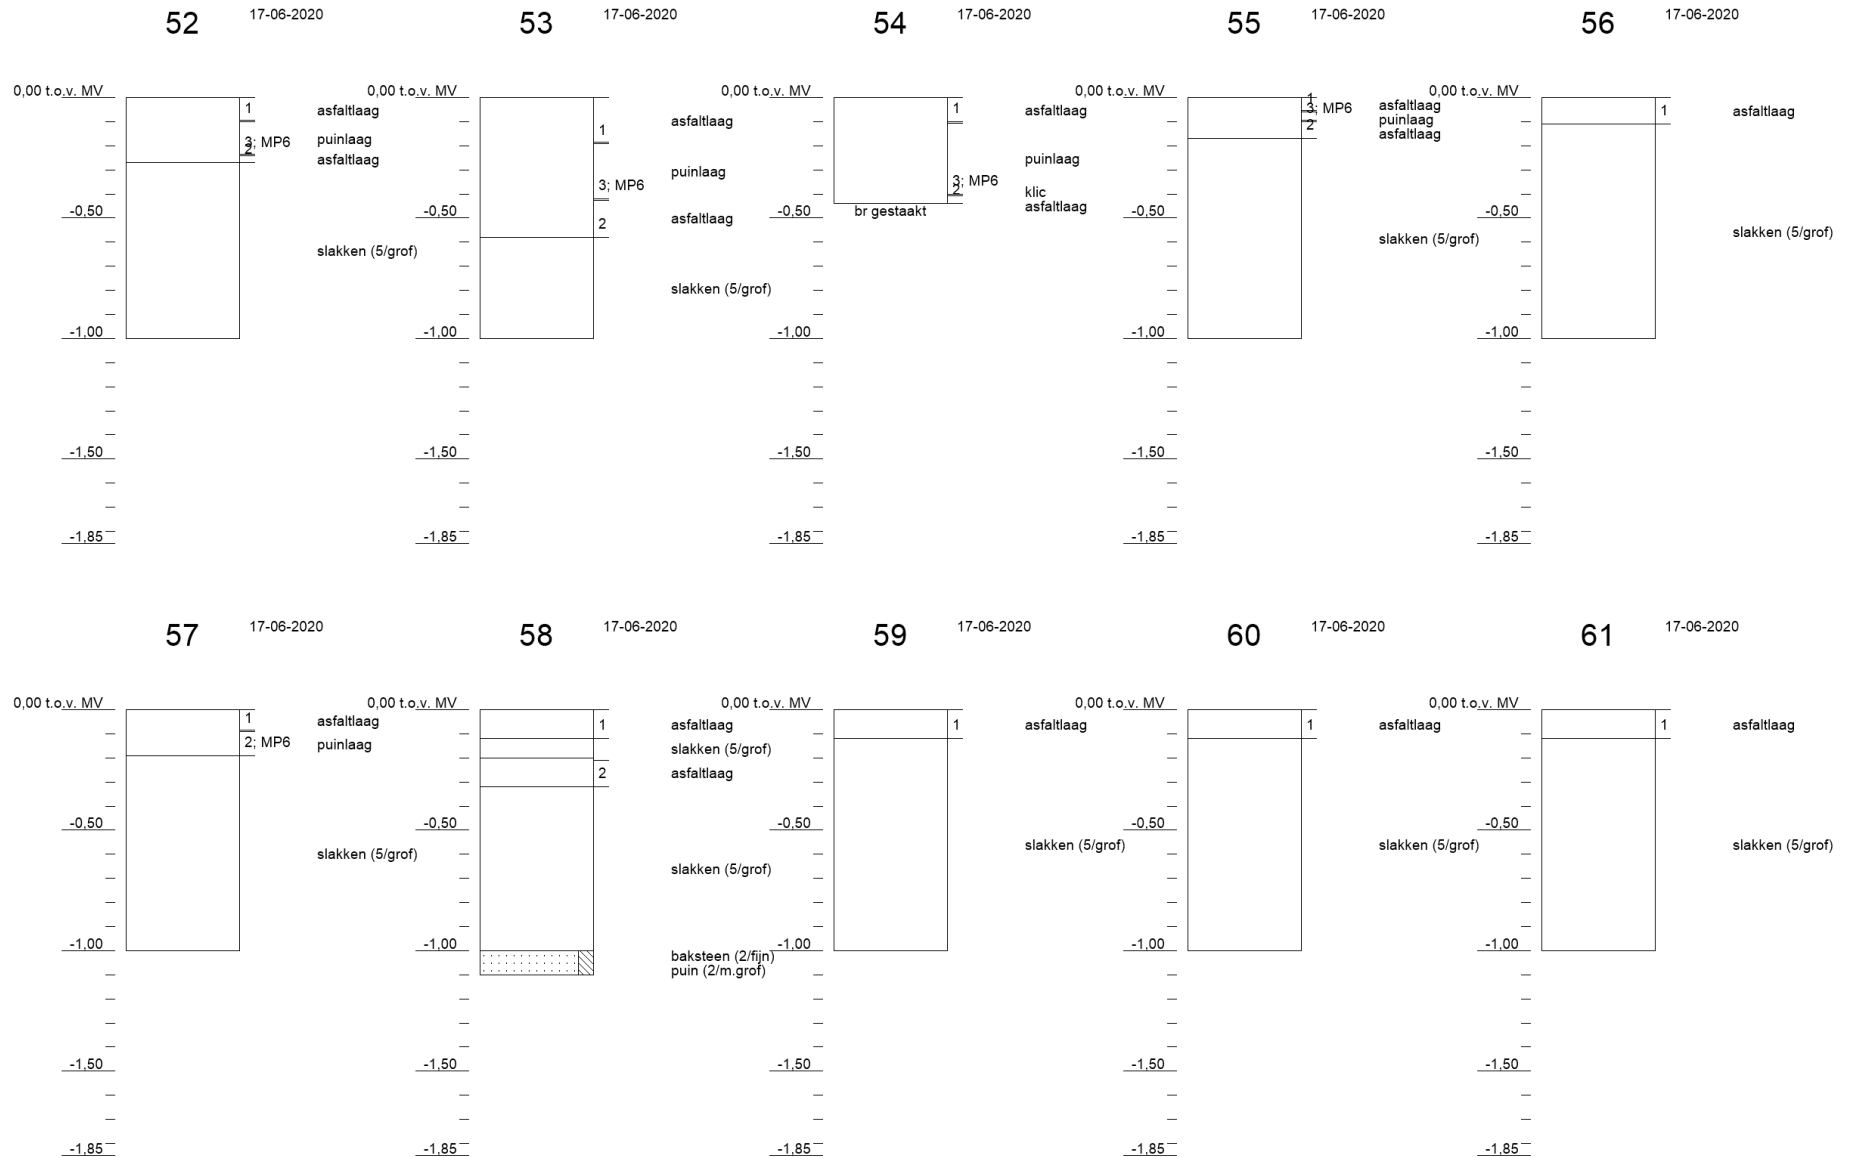 52 17-06-2020
0,00 t.o.v. MV
-0,50
-1,00
-1,50
-1,85
1
3; MP6
2
asfaltlaag
puinlaag
asfaltlaag
slakken (5/grof)
53 17-06-2020
0,00 t.o.v. MV
-0,50
-1,00
-1,50
-1,85
1
3; MP6
2
asfaltlaag
puinlaag
asfaltlaag
slakken (5/grof)
54 17-06-2020
0,00 t.o.v. MV
-0,50
-1,00
-1,50
-1,85
1
3; MP6
2
br gestaakt
asfaltlaag
puinlaag
klic
asfaltlaag
55 17-06-2020
0,00 t.o.v. MV
-0,50
-1,00
-1,50
-1,85
1
3; MP6
2
asfaltlaag
puinlaag
asfaltlaag
slakken (5/grof)
56 17-06-2020
0,00 t.o.v. MV
-0,50
-1,00
-1,50
-1,85
1
asfaltlaag
slakken (5/grof)
57 17-06-2020
0,00 t.o.v. MV
-0,50
-1,00
-1,50
-1,85
1
2; MP6
asfaltlaag
puinlaag
slakken (5/grof)
58 17-06-2020
0,00 t.o.v. MV
-0,50
-1,00
-1,50
-1,85
1
2
asfaltlaag
slakken (5/grof)
asfaltlaag
slakken (5/grof)
baksteen (2/fijn)
puin (2/m.grof)
59 17-06-2020
0,00 t.o.v. MV
-0,50
-1,00
-1,50
-1,85
1
asfaltlaag
slakken (5/grof)
60 17-06-2020
0,00 t.o.v. MV
-0,50
-1,00
-1,50
-1,85
1
asfaltlaag
slakken (5/grof)
61 17-06-2020
0,00 t.o.v. MV
-0,50
-1,00
-1,50
-1,85
1
asfaltlaag
slakken (5/grof)